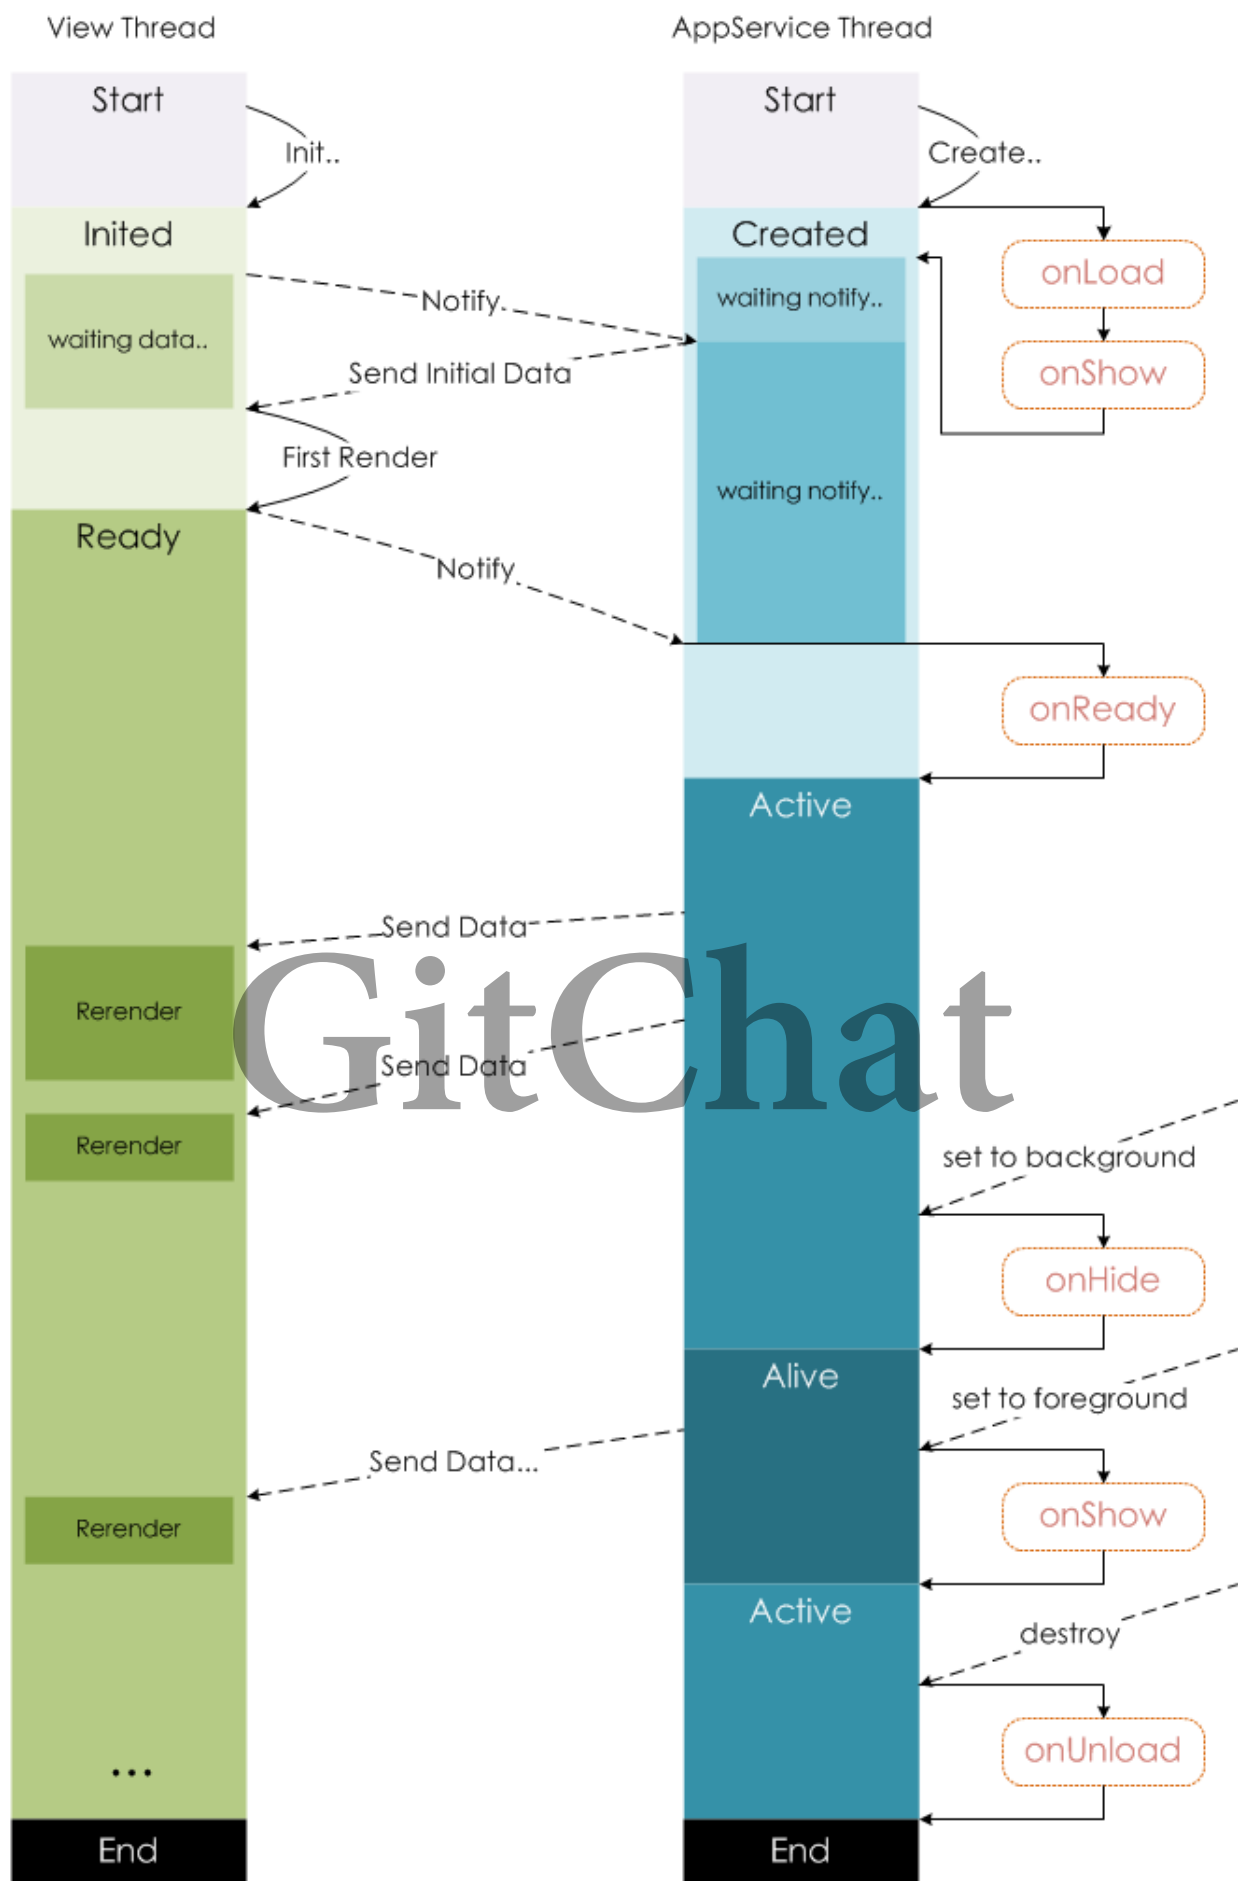 View Thread
AppService Thread
Start
Start
Init..
Create..
Inited
Created
onLoad
waiting notify..
Notify.
waiting data..
Send Initial Data
onShow
First Render
waiting notify..
Ready
Notify
onReady
Active
Send Data
Rerender
GitChat
Send Data
Rerender
set to background
onHide
Alive
set to foreground
Send Data...
onShow
Rerender
Active
destroy
onUnload
...
End
End